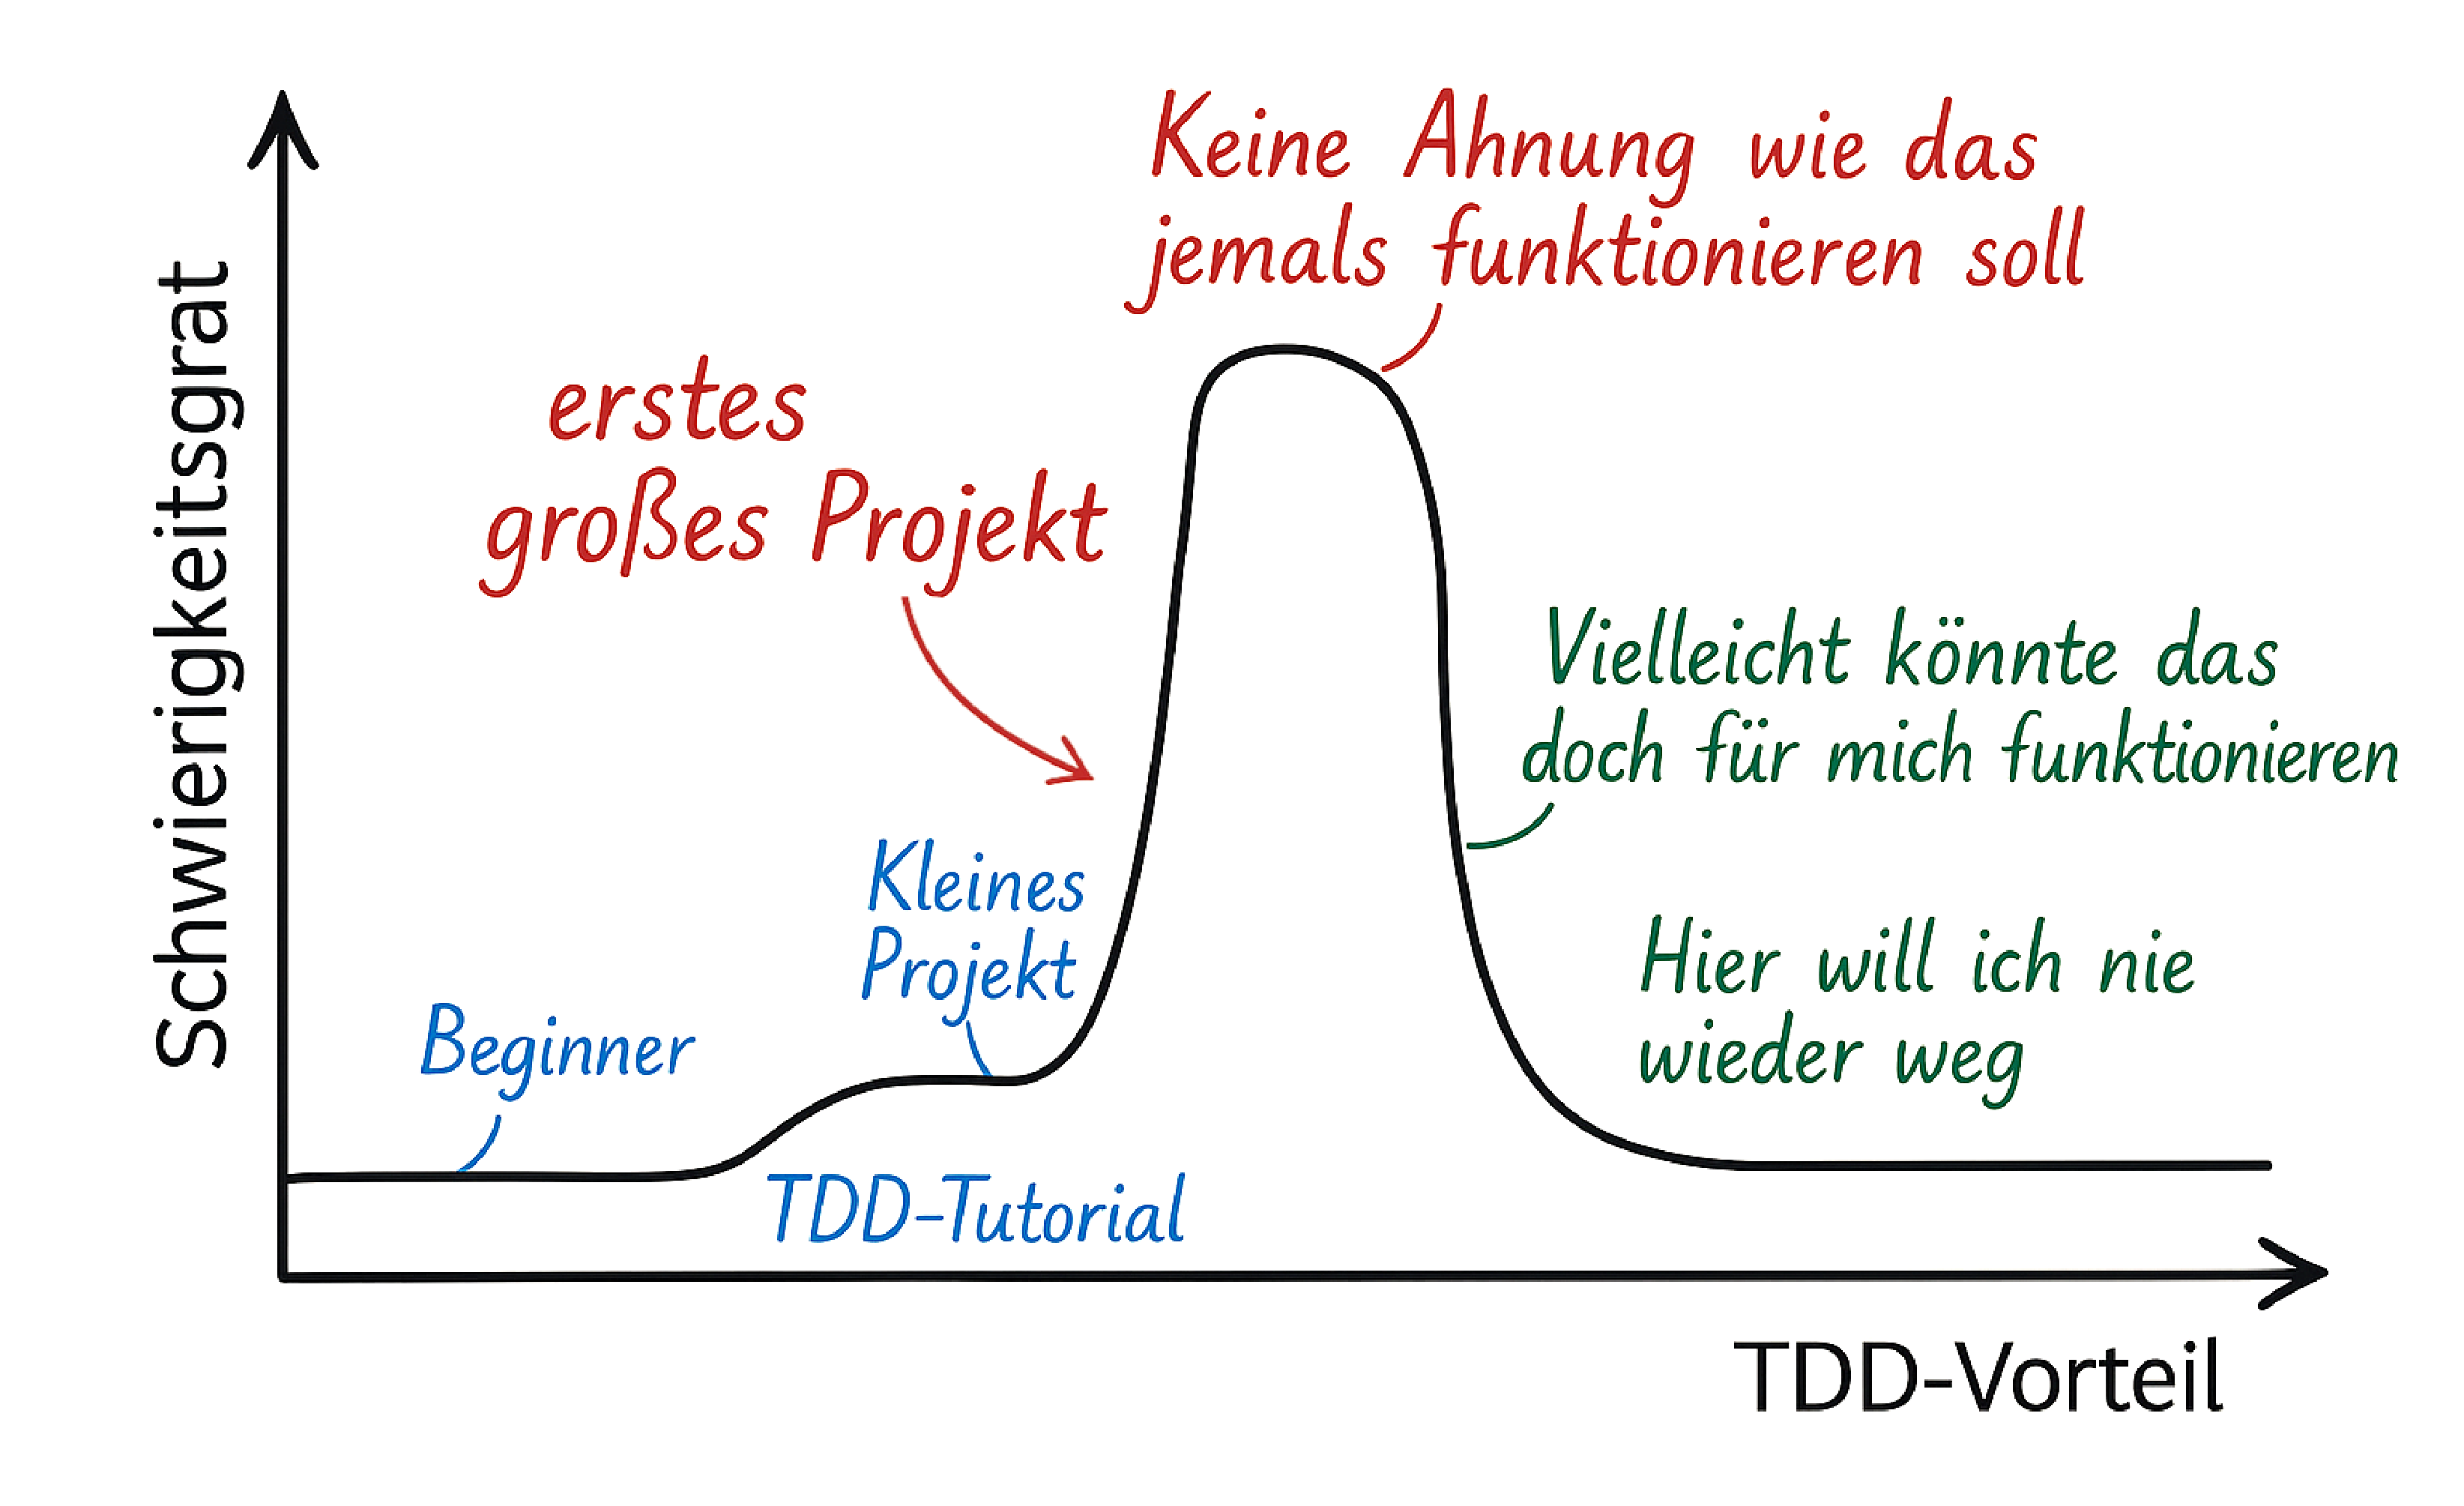 Schwierigkeitsgrat
Keine Ahnung wie das
jemals funktionieren soll
erstes
großes Projekt
Vielleicht könnte das
doch für mich funktionieren
Kleines
Projekt
Hier will ich nie
wieder weg
Beginner
TDD-Tutorial
TDD-Vorteil